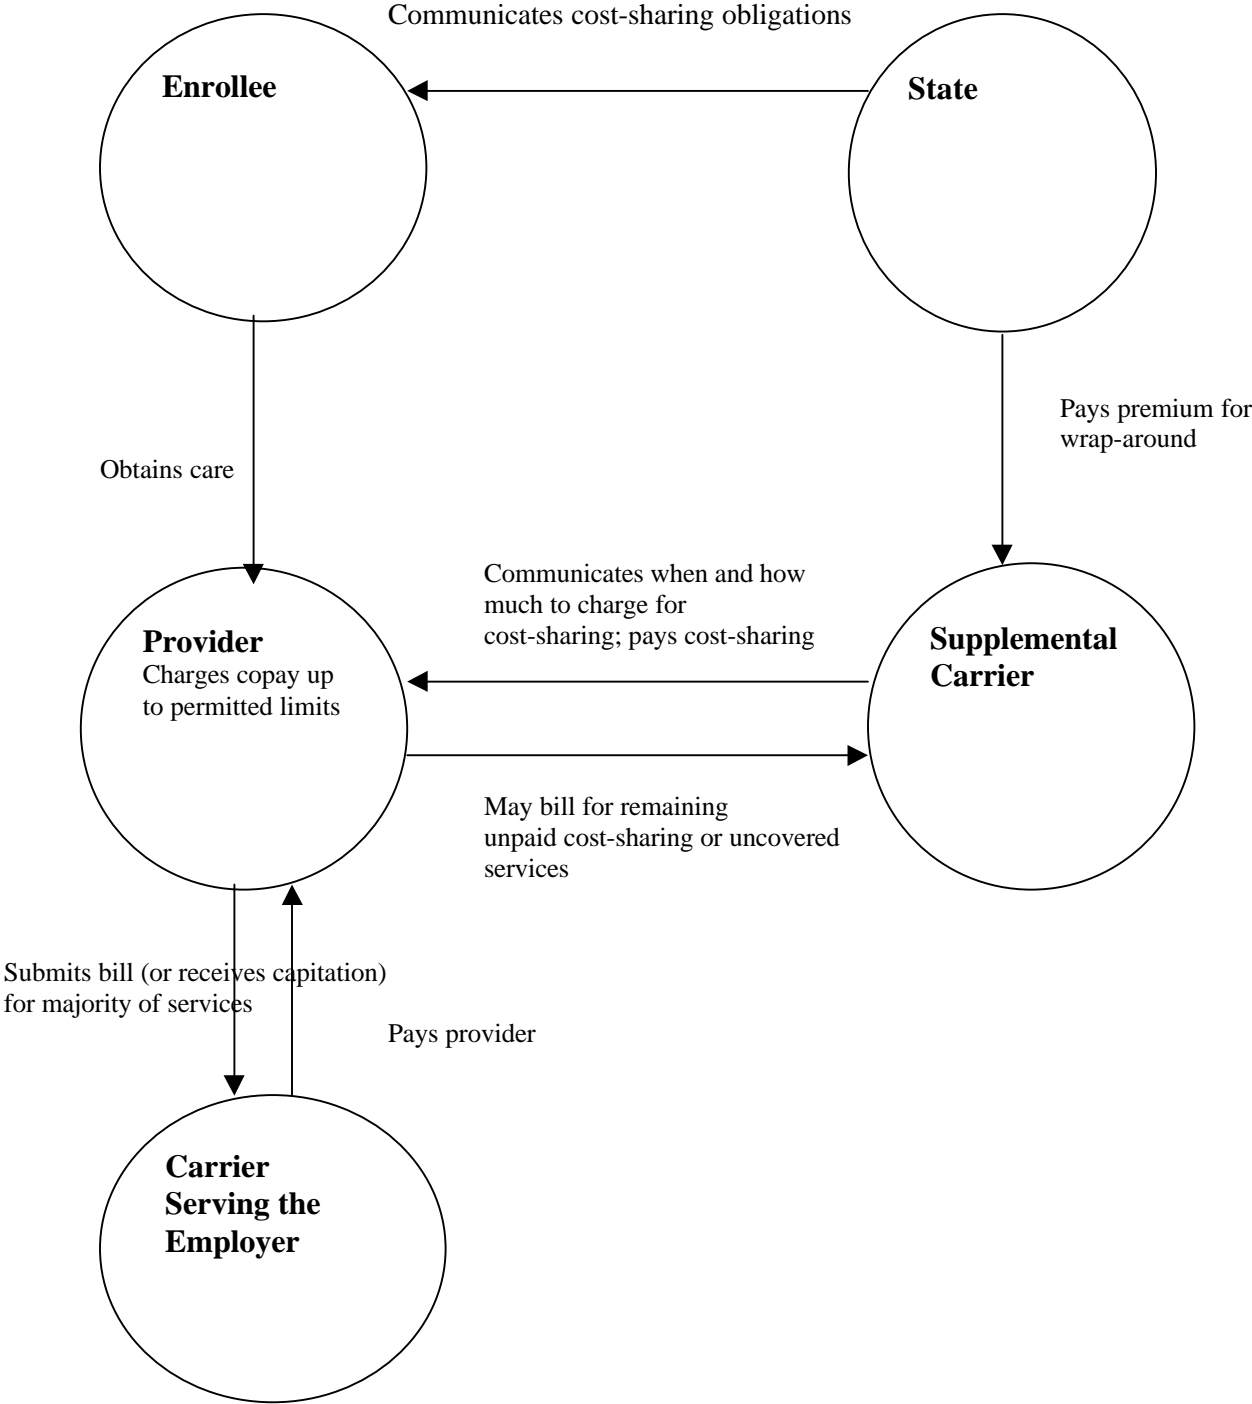 Communicates cost-sharing obligations
Enrollee
State
Pays premium for
wrap-around
Obtains care
Communicates when and how
much to charge for
cost-sharing; pays cost-sharing
Provider
Charges copay up
to permitted limits
Supplemental
Carrier
May bill for remaining
unpaid cost-sharing or uncovered
services
Submits bill (or receives capitation)
for majority of services
Pays provider
Carrier
Serving the
Employer